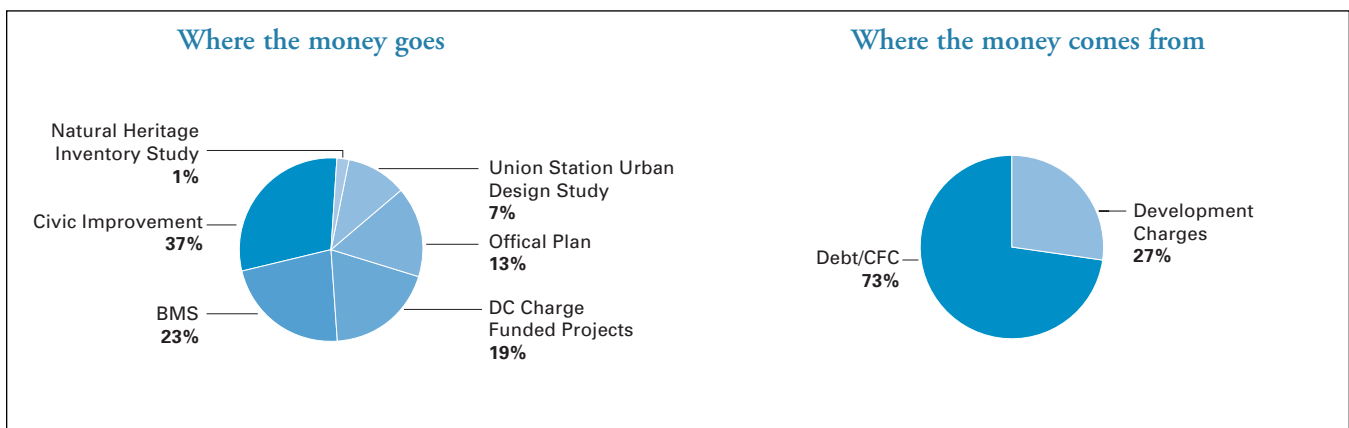 Where the money goes
Natural Heritage
Inventory Study
1%
Civic Improvement
37%
BMS
23%
Union Station Urban
Design Study
7%
Offical Plan
13%
DC Charge
Funded Projects
19%
Where the money comes from
Debt/CFC
73%
Development
Charges
27%